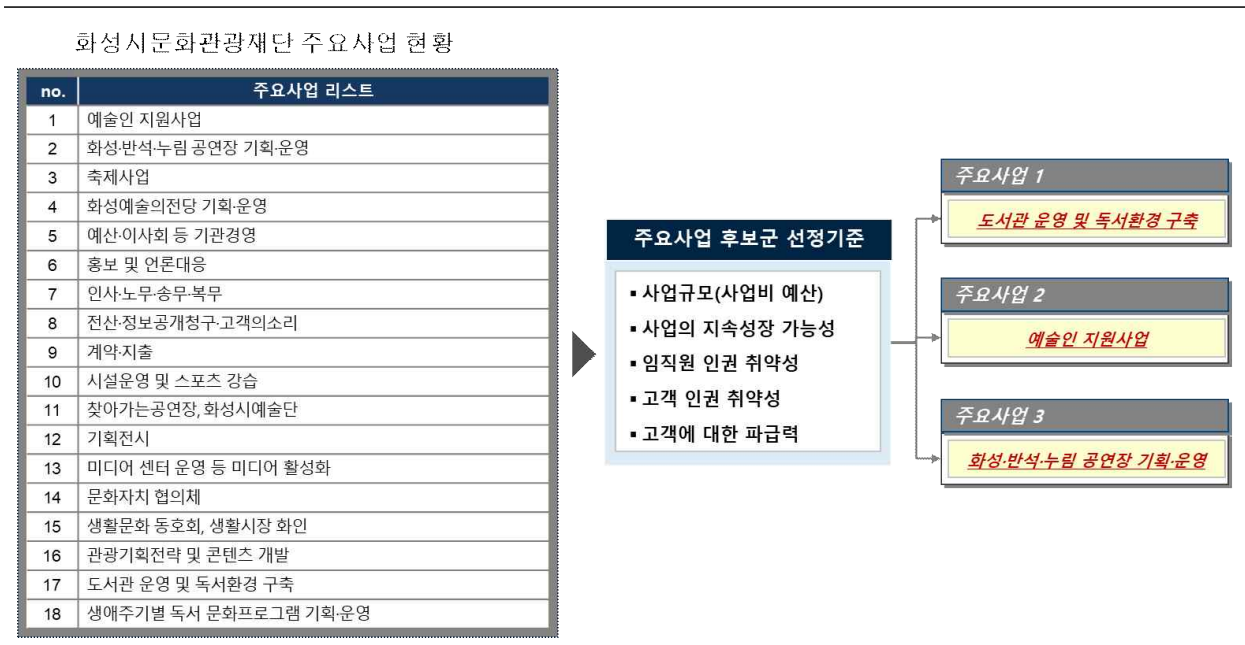 화성시문화관광재단 주요사업 현황
no. 주요사업 리스트
1 예술인 지원사업
2 화성·반석·누림 공연장 기획·운영
3 축제사업
4 화성예술의전당 기획·운영
5 예산·이사회 등 기관경영
6 홍보 및 언론대응
7 인사·노무·송무·복무
8 전산·정보공개청구·고객의소리
9 계약·지출
10 시설운영 및 스포츠 강습
11 찾아가는공연장, 화성시예술단
12 기획전시
13 미디어 센터 운영 등 미디어 활성화
14 문화자치 협의체
15 생활문화 동호회, 생활시장 화인
16 관광기획전략 및 콘텐츠 개발
17 도서관 운영 및 독서환경 구축
18 생애주기별 독서 문화프로그램 기획·운영
주요사업 후보군 선정기준
▪ 사업규모(사업비 예산)
▪ 사업의 지속성장 가능성
▪ 임직원 인권 취약성
▪ 고객 인권 취약성
▪ 고객에 대한 파급력
주요사업 1
도서관 운영 및 독서환경 구축
주요사업 2
예술인 지원사업
주요사업 3
화성·반석·누림 공연장 기획·운영